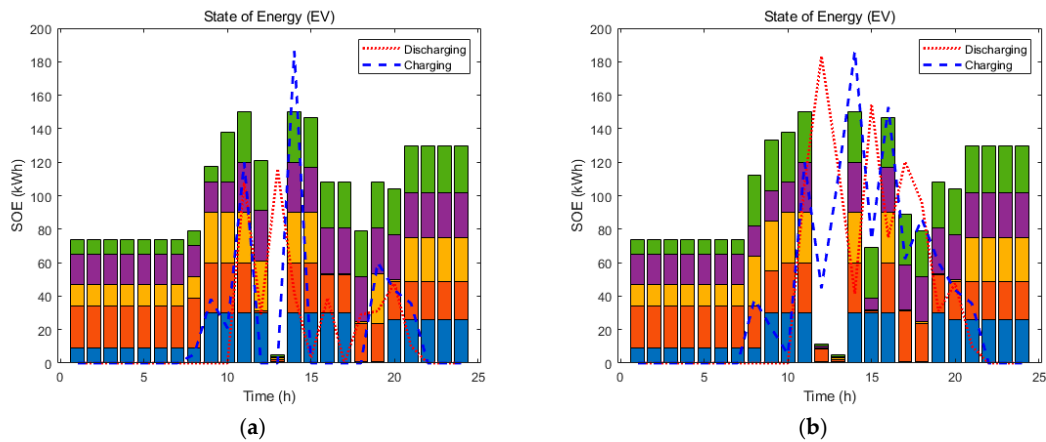 State of Energy (EV)
200
180
160
140
120
100
80
60
40
20
0
SOE (kWh)
Discharging
Charging
0
5
10
15
20
25
Time (h)
(a)
State of Energy (EV)
200
180
160
140
120
100
80
60
40
20
0
SOE (kWh)
Discharging
Charging
0
5
10
15
20
25
Time (h)
(b)